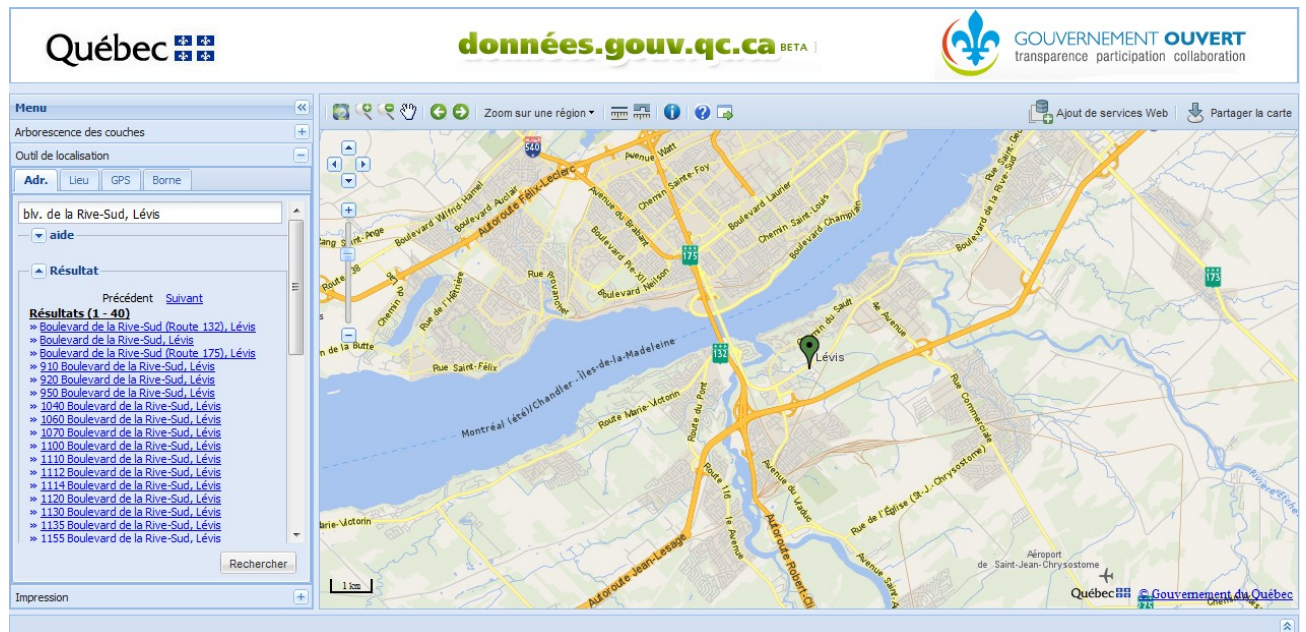 Québec
données.gouv.qc.ca BETA
GOUVERNEMENT OUVERT
transparence participation collaboration
Menu
Arborescence des couches
Outil de localisation
Adr.
Lieu
GPS
Borne
blv. de la Rive-Sud, Lévis
aide
Résultat
Précédent Suivant
Résultats (1 - 40)
» Boulevard de la Rive-Sud (Route 132), Lévis
» Boulevard de la Rive-Sud, Lévis
» Boulevard de la Rive-Sud (Route 175), Lévis
» 910 Boulevard de la Rive-Sud, Lévis
» 920 Boulevard de la Rive-Sud, Lévis
» 950 Boulevard de la Rive-Sud, Lévis
» 1040 Boulevard de la Rive-Sud, Lévis
» 1060 Boulevard de la Rive-Sud, Lévis
» 1070 Boulevard de la Rive-Sud, Lévis
» 1100 Boulevard de la Rive-Sud, Lévis
» 1110 Boulevard de la Rive-Sud, Lévis
» 1112 Boulevard de la Rive-Sud, Lévis
» 1114 Boulevard de la Rive-Sud, Lévis
» 1120 Boulevard de la Rive-Sud, Lévis
» 1130 Boulevard de la Rive-Sud, Lévis
» 1135 Boulevard de la Rive-Sud, Lévis
» 1155 Boulevard de la Rive-Sud, Lévis
Rechercher
Impression
Zoom sur une région
Ajout de services Web
Partager la carte
540
Avenue Watt
Chemin Sainte-Foy
Boulevard Laurier
Chemin Saint-Louis
Boulevard Champlain
Boulevard Wilfrid-Hamel
Boulevard Auclair
Autoroute Félix-Leclerc
Avenue du Brabant
Boulevard Pie-XI
Boulevard Neilson
175
Boulevard de la Rive-Sud
173
Rue de l'Hêtrière
Rue Provancher
Rue Saint-Félix
Montréal (été)/Chandler - Îles-de-la-Madeleine
132
Chemin du Sault
4e Avenue
Lévis
Route Marie-Victorin
Route du Pont
Rue Commerciale
Route 116
1e Avenue
Avenue du Viaduc
Rue de l'Église (St-J.-Chrysostome)
Autoroute Jean-Lesage
Aéroport
de Saint-Jean-Chrysostome
1 km
Québec
© Gouvernement du Québec
275